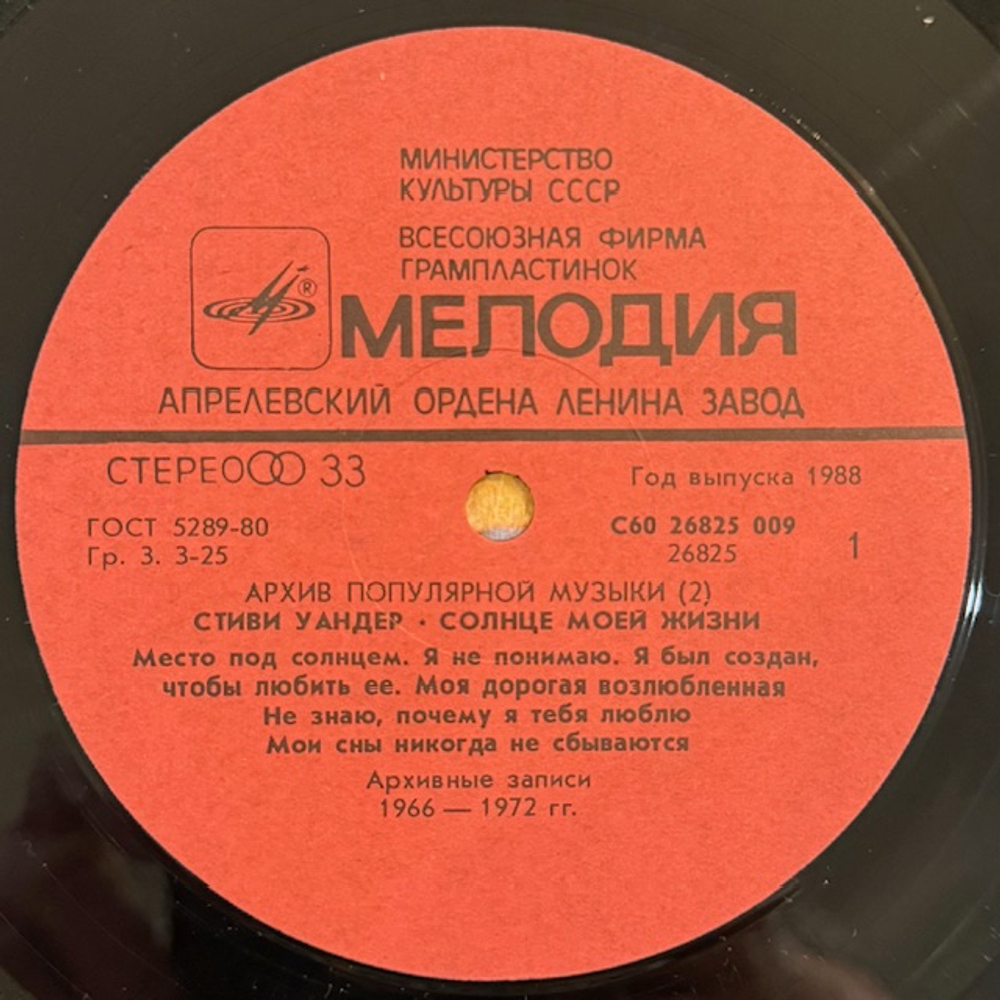 МИНИСТЕРСТВО
КУЛЬТУРЫ СССР
ВСЕСОЮЗНАЯ ФИРМА
ГРАМПЛАСТИНОК
®
МЕЛОДИЯ
АПРЕЛЕВСКИЙ ОРДЕНА ЛЕНИНА ЗАВОД
СТЕРЕО 33
Год выпуска 1988
ГОСТ 5289-80
С60 26825 009
Гр. 3. 3-25
26825
1
АРХИВ ПОПУЛЯРНОЙ МУЗЫКИ (2)
СТИВИ УАНДЕР · СОЛНЦЕ МОЕЙ ЖИЗНИ
Место под солнцем. Я не понимаю. Я был создан,
чтобы любить ее. Моя дорогая возлюбленная
Не знаю, почему я тебя люблю
Мои сны никогда не сбываются
Архивные записи
1966 — 1972 гг.